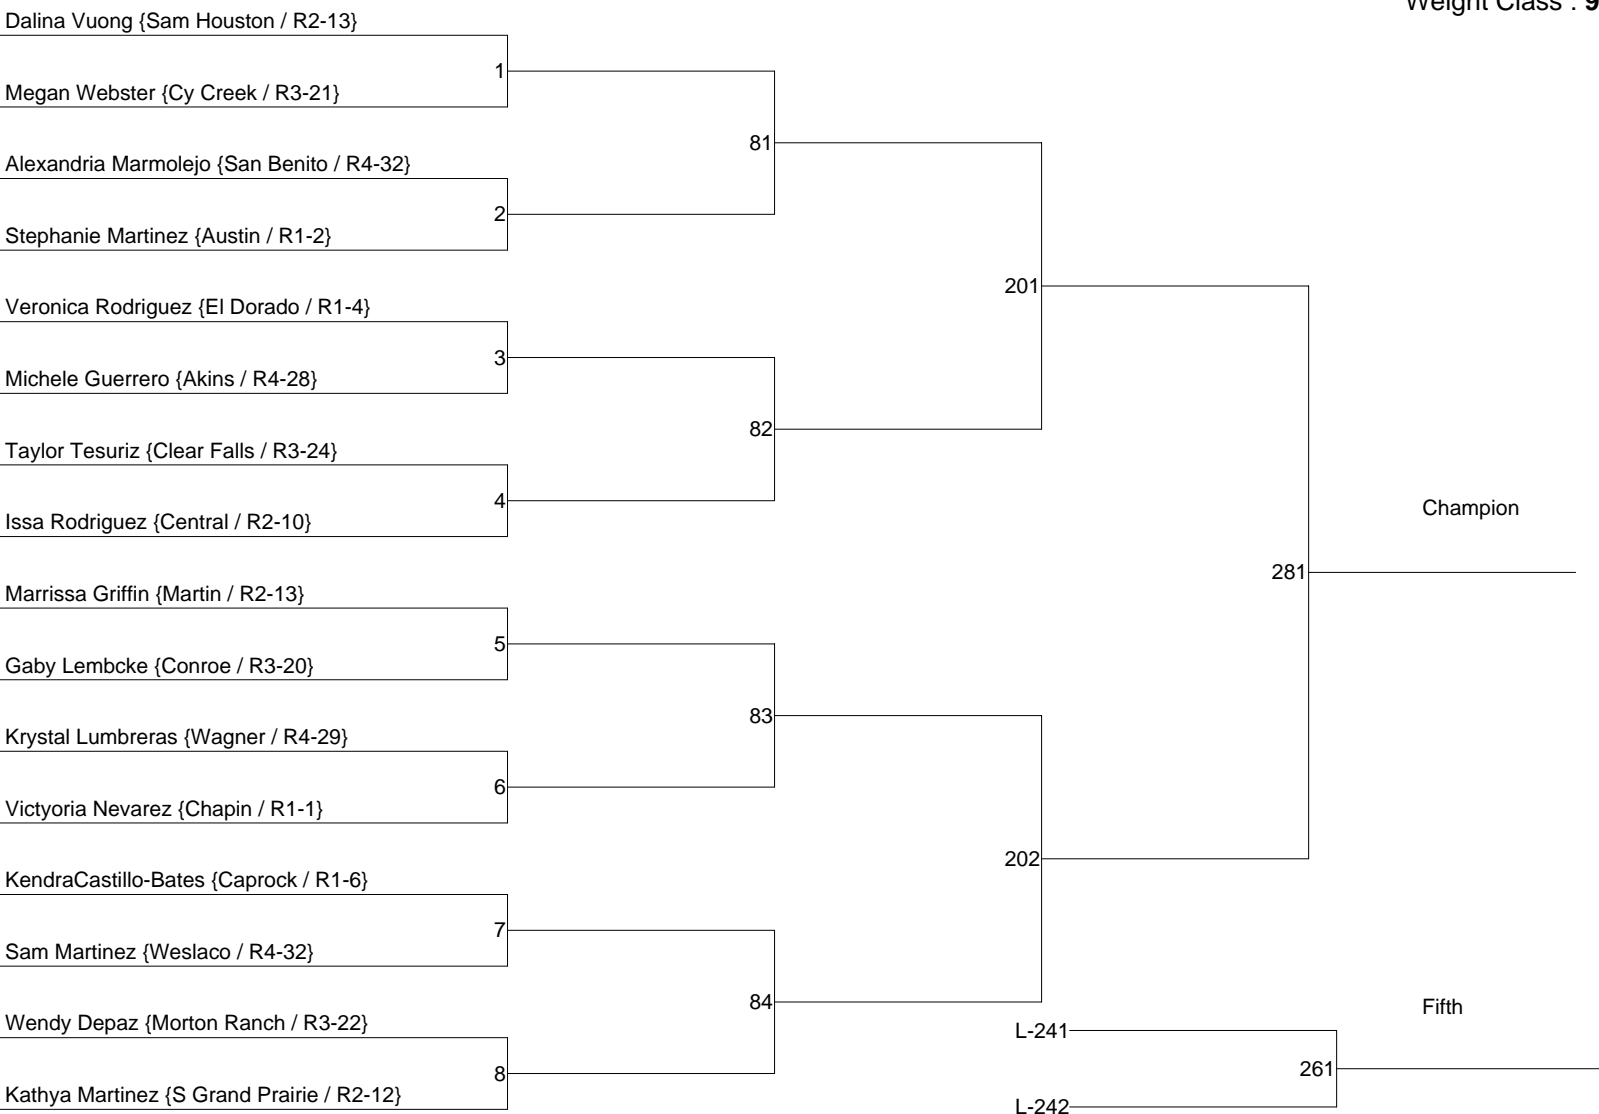 Weight Class : 9
Dalina Vuong {Sam Houston / R2-13}
1
Megan Webster {Cy Creek / R3-21}
81
Alexandria Marmolejo {San Benito / R4-32}
2
Stephanie Martinez {Austin / R1-2}
201
Veronica Rodriguez {El Dorado / R1-4}
3
Michele Guerrero {Akins / R4-28}
82
Taylor Tesuriz {Clear Falls / R3-24}
4
Issa Rodriguez {Central / R2-10}
Champion
281
Marrissa Griffin {Martin / R2-13}
5
Gaby Lembcke {Conroe / R3-20}
83
Krystal Lumbreras {Wagner / R4-29}
6
Victyoria Nevarez {Chapin / R1-1}
202
KendraCastillo-Bates {Caprock / R1-6}
7
Sam Martinez {Weslaco / R4-32}
84
Fifth
Wendy Depaz {Morton Ranch / R3-22}
L-241
8
261
Kathya Martinez {S Grand Prairie / R2-12}
L-242